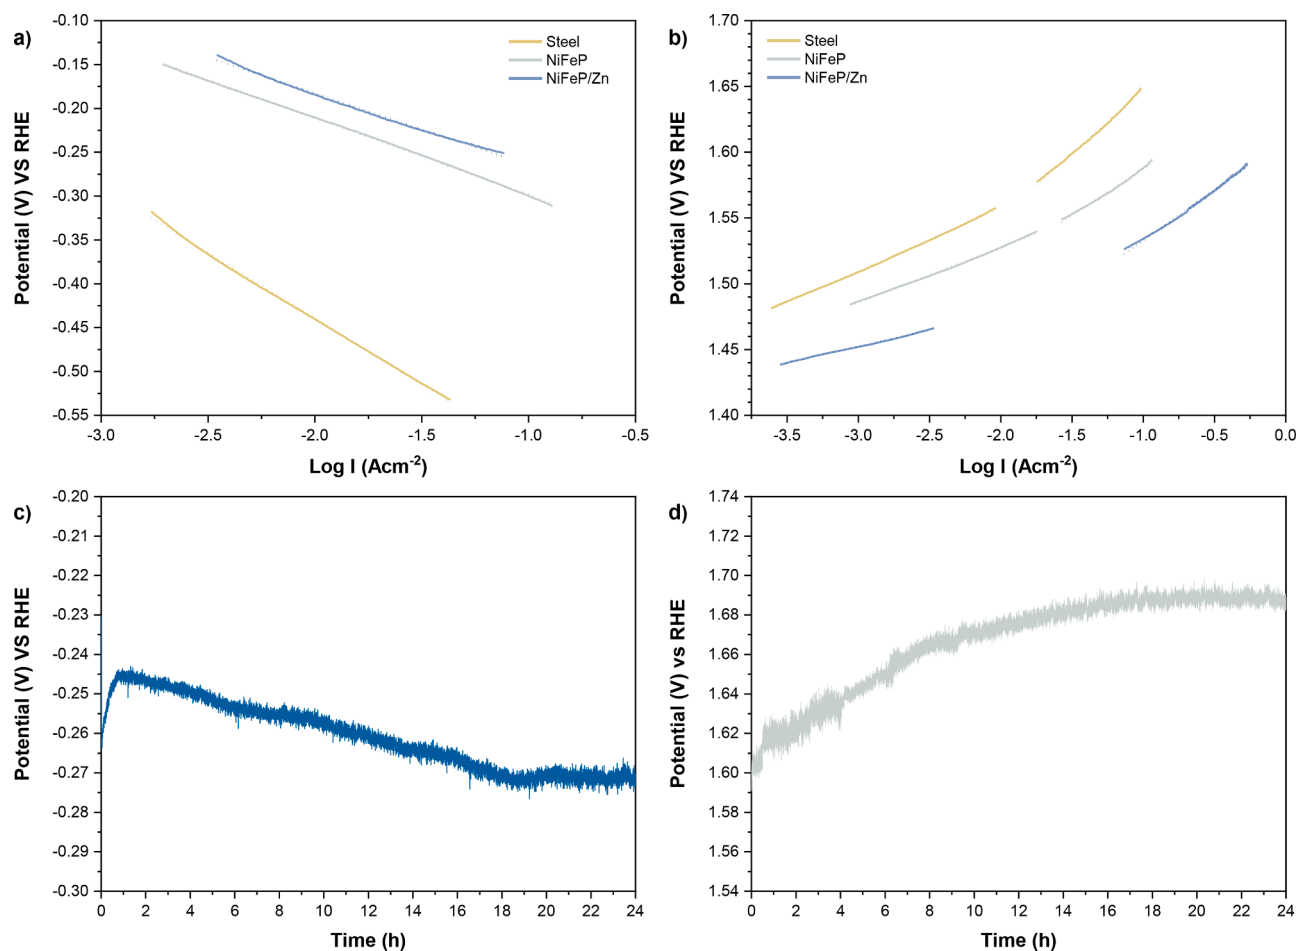 a)
Steel
NiFeP
NiFeP/Zn
-0.10
-0.15
-0.20
-0.25
-0.30
-0.35
-0.40
-0.45
-0.50
-0.55
Potential (V) VS RHE
-3.0 -2.5 -2.0 -1.5 -1.0 -0.5
Log I (Acm-2)
b)
Steel
NiFeP
NiFeP/Zn
1.70
1.65
1.60
1.55
1.50
1.45
1.40
Potential (V) VS RHE
-3.5 -3.0 -2.5 -2.0 -1.5 -1.0 -0.5 0.0
Log I (Acm-2)
c)
-0.20
-0.21
-0.22
-0.23
-0.24
-0.25
-0.26
-0.27
-0.28
-0.29
-0.30
Potential (V) VS RHE
0 2 4 6 8 10 12 14 16 18 20 22 24
Time (h)
d)
1.74
1.72
1.70
1.68
1.66
1.64
1.62
1.60
1.58
1.56
1.54
Potential (V) vs RHE
0 2 4 6 8 10 12 14 16 18 20 22 24
Time (h)